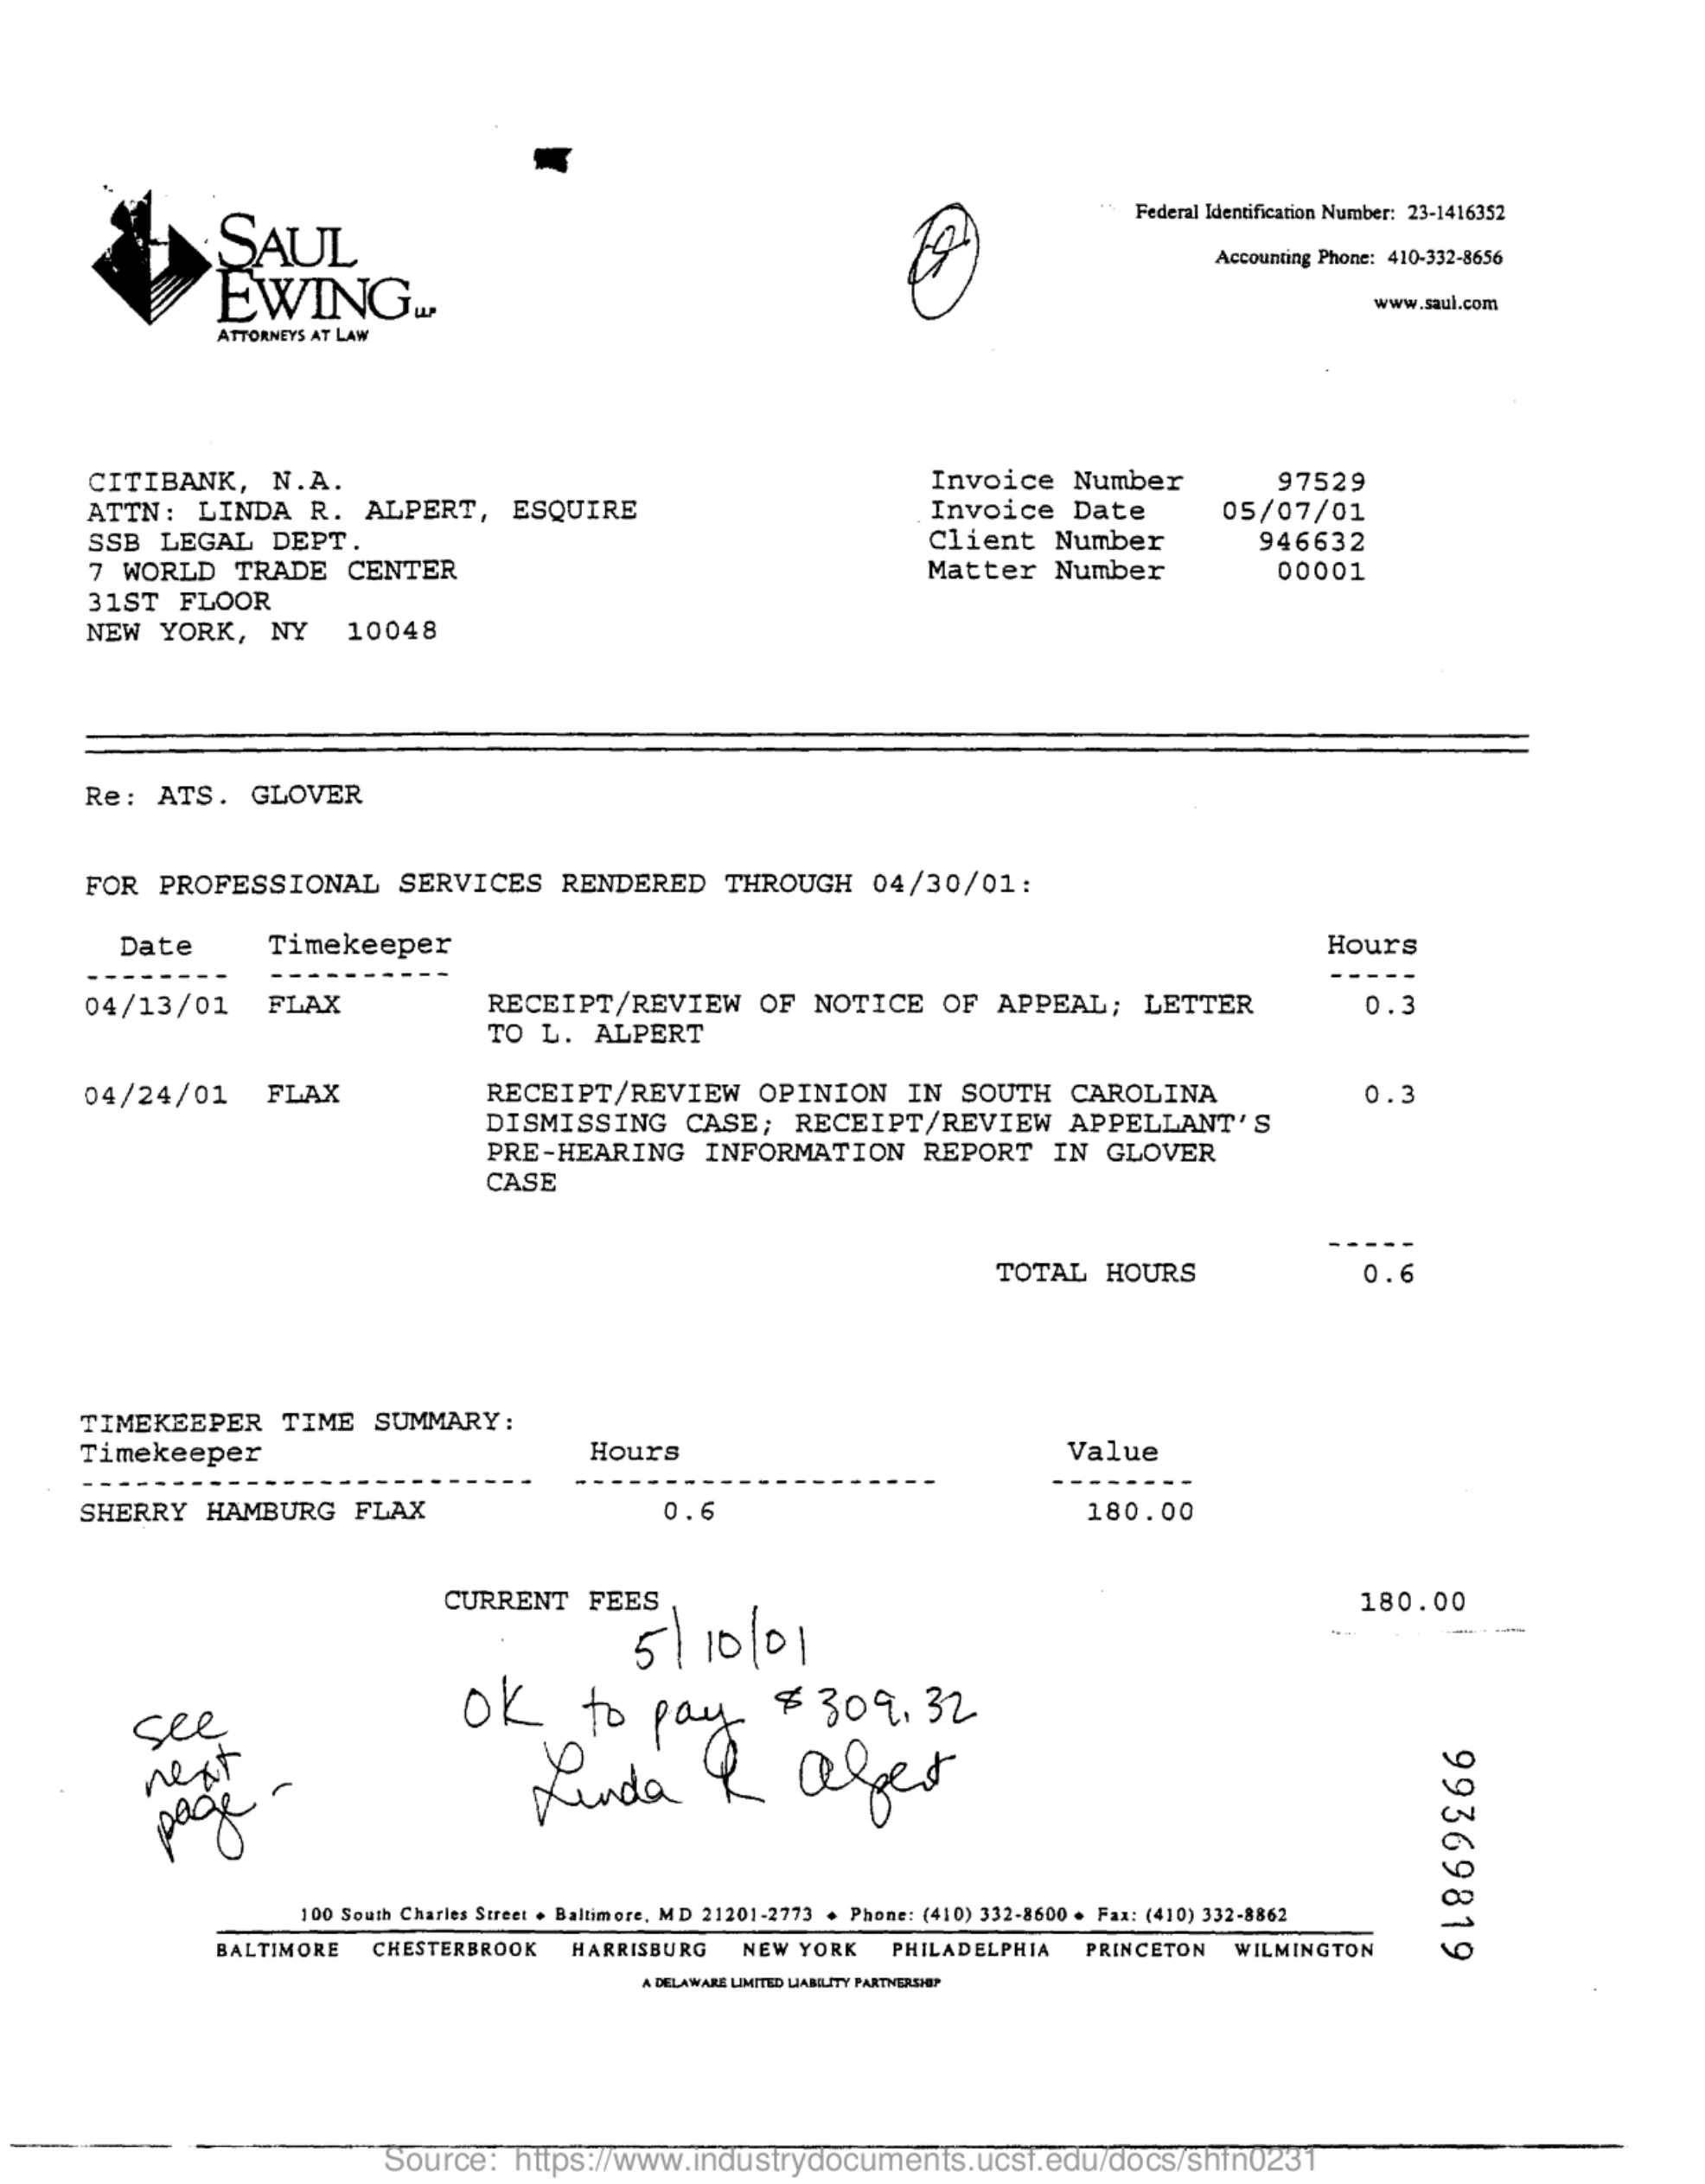 SAUL
EWING LLP
ATTORNEYS AT LAW
Federal Identification Number: 23-1416352
Accounting Phone: 410-332-8656
www.saul.com
CITIBANK, N.A.
ATTN: LINDA R. ALPERT, ESQUIRE
SSB LEGAL DEPT.
7 WORLD TRADE CENTER
31ST FLOOR
NEW YORK, NY 10048
Invoice Number 97529
Invoice Date 05/07/01
Client Number 946632
Matter Number 00001
Re: ATS. GLOVER
FOR PROFESSIONAL SERVICES RENDERED THROUGH 04/30/01:
Date Timekeeper Hours
04/13/01 FLAX RECEIPT/REVIEW OF NOTICE OF APPEAL; LETTER 0.3
TO L. ALPERT
04/24/01 FLAX RECEIPT/REVIEW OPINION IN SOUTH CAROLINA 0.3
DISMISSING CASE; RECEIPT/REVIEW APPELLANT'S
PRE-HEARING INFORMATION REPORT IN GLOVER
CASE
TOTAL HOURS 0.6
TIMEKEEPER TIME SUMMARY:
Timekeeper Hours Value
SHERRY HAMBURG FLAX 0.6 180.00
CURRENT FEES 180.00
5/10/01
OK to pay $309.32
Linda R Alpert
see
next
page -
99369819
100 South Charles Street • Baltimore, MD 21201-2773 • Phone: (410) 332-8600 • Fax: (410) 332-8862
BALTIMORE CHESTERBROOK HARRISBURG NEW YORK PHILADELPHIA PRINCETON WILMINGTON
A DELAWARE LIMITED LIABILITY PARTNERSHIP
Source: https://www.industrydocuments.ucsf.edu/docs/shfn0231